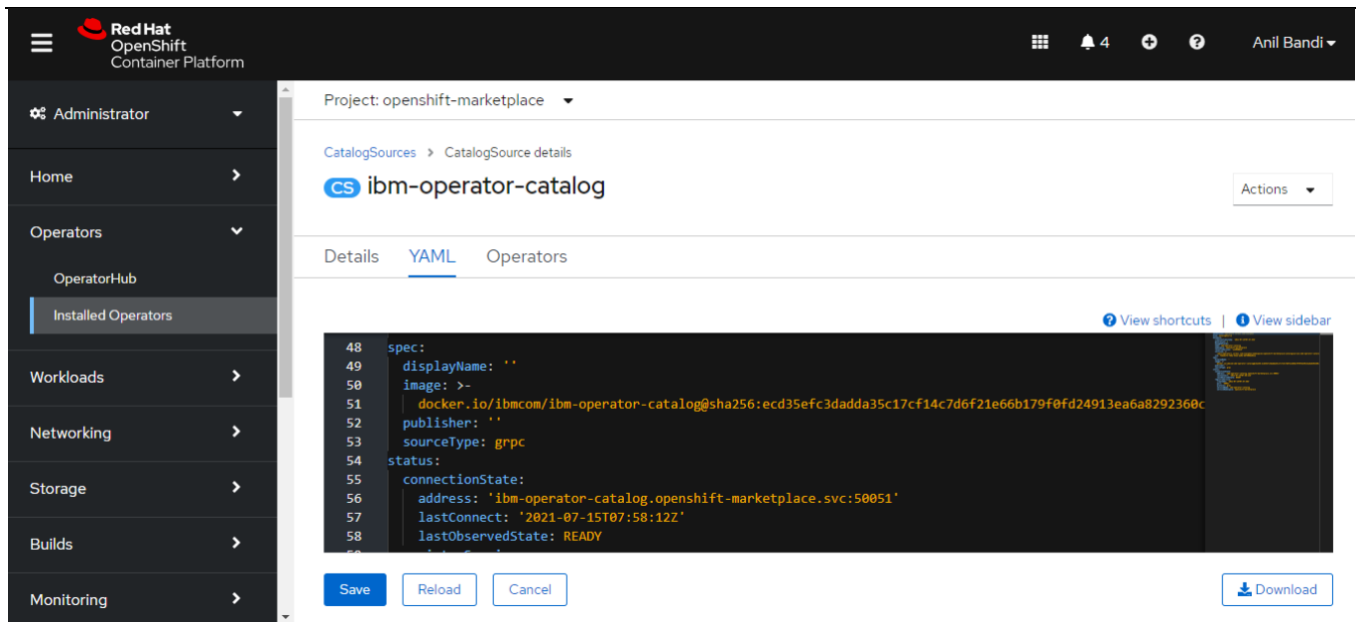 Red Hat
OpenShift
Container Platform
4
Anil Bandi
Administrator
Home
Operators
OperatorHub
Installed Operators
Workloads
Networking
Storage
Builds
Monitoring
Project: openshift-marketplace
CatalogSources > CatalogSource details
CS ibm-operator-catalog
Actions
Details YAML Operators
View shortcuts | View sidebar
48 spec:
49 displayName: ''
50 image: >-
51 docker.io/ibmcom/ibm-operator-catalog@sha256:ecd35efc3dadda35c17cf14c7d6f21e66b179f0fd24913ea6a8292360c
52 publisher: ''
53 sourceType: grpc
54 status:
55 connectionState:
56 address: 'ibm-operator-catalog.openshift-marketplace.svc:50051'
57 lastConnect: '2021-07-15T07:58:12Z'
58 lastObservedState: READY
Save Reload Cancel Download